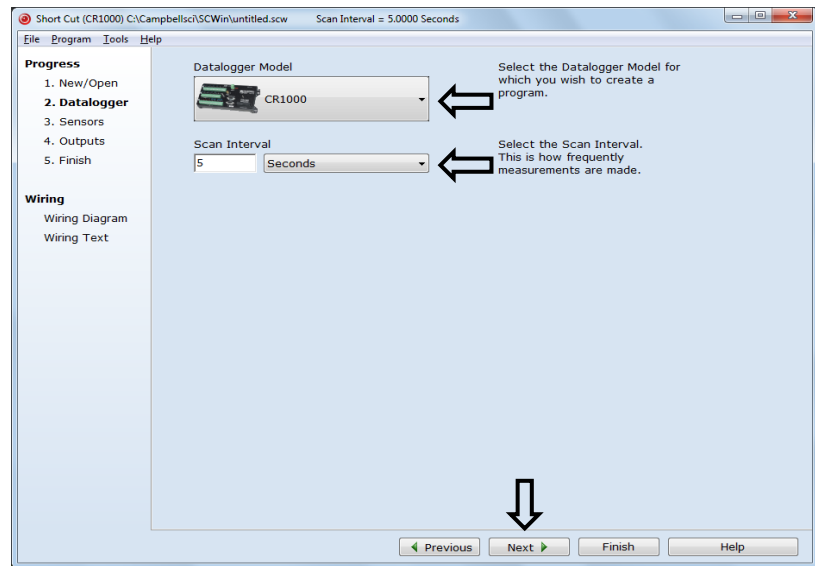 Short Cut (CR1000) C:\Campbellsci\SCWin\untitled.scw Scan Interval = 5.0000 Seconds
File Program Tools Help
Progress
1. New/Open
2. Datalogger
3. Sensors
4. Outputs
5. Finish
Wiring
Wiring Diagram
Wiring Text
Datalogger Model
CR1000
Select the Datalogger Model for
which you wish to create a
program.
Scan Interval
5 Seconds
Select the Scan Interval.
This is how frequently
measurements are made.
Previous Next Finish Help